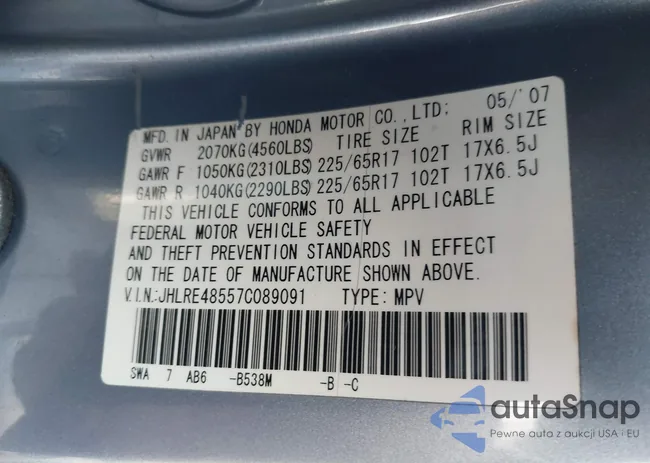 MFD. IN JAPAN BY HONDA MOTOR CO., LTD: 05/'07
GVWR 2070KG(4560LBS) TIRE SIZE RIM SIZE
GAWR F 1050KG(2310LBS) 225/65R17 102T 17X6.5J
GAWR R 1040KG(2290LBS) 225/65R17 102T 17X6.5J
THIS VEHICLE CONFORMS TO ALL APPLICABLE
FEDERAL MOTOR VEHICLE SAFETY
AND THEFT PREVENTION STANDARDS IN EFFECT
ON THE DATE OF MANUFACTURE SHOWN ABOVE.
V.I.N.:JHLRE48557C089091 TYPE: MPV
SWA 7 AB6 -B538M -B -C
autaSnap
Pewne auta z aukcji USA i EU